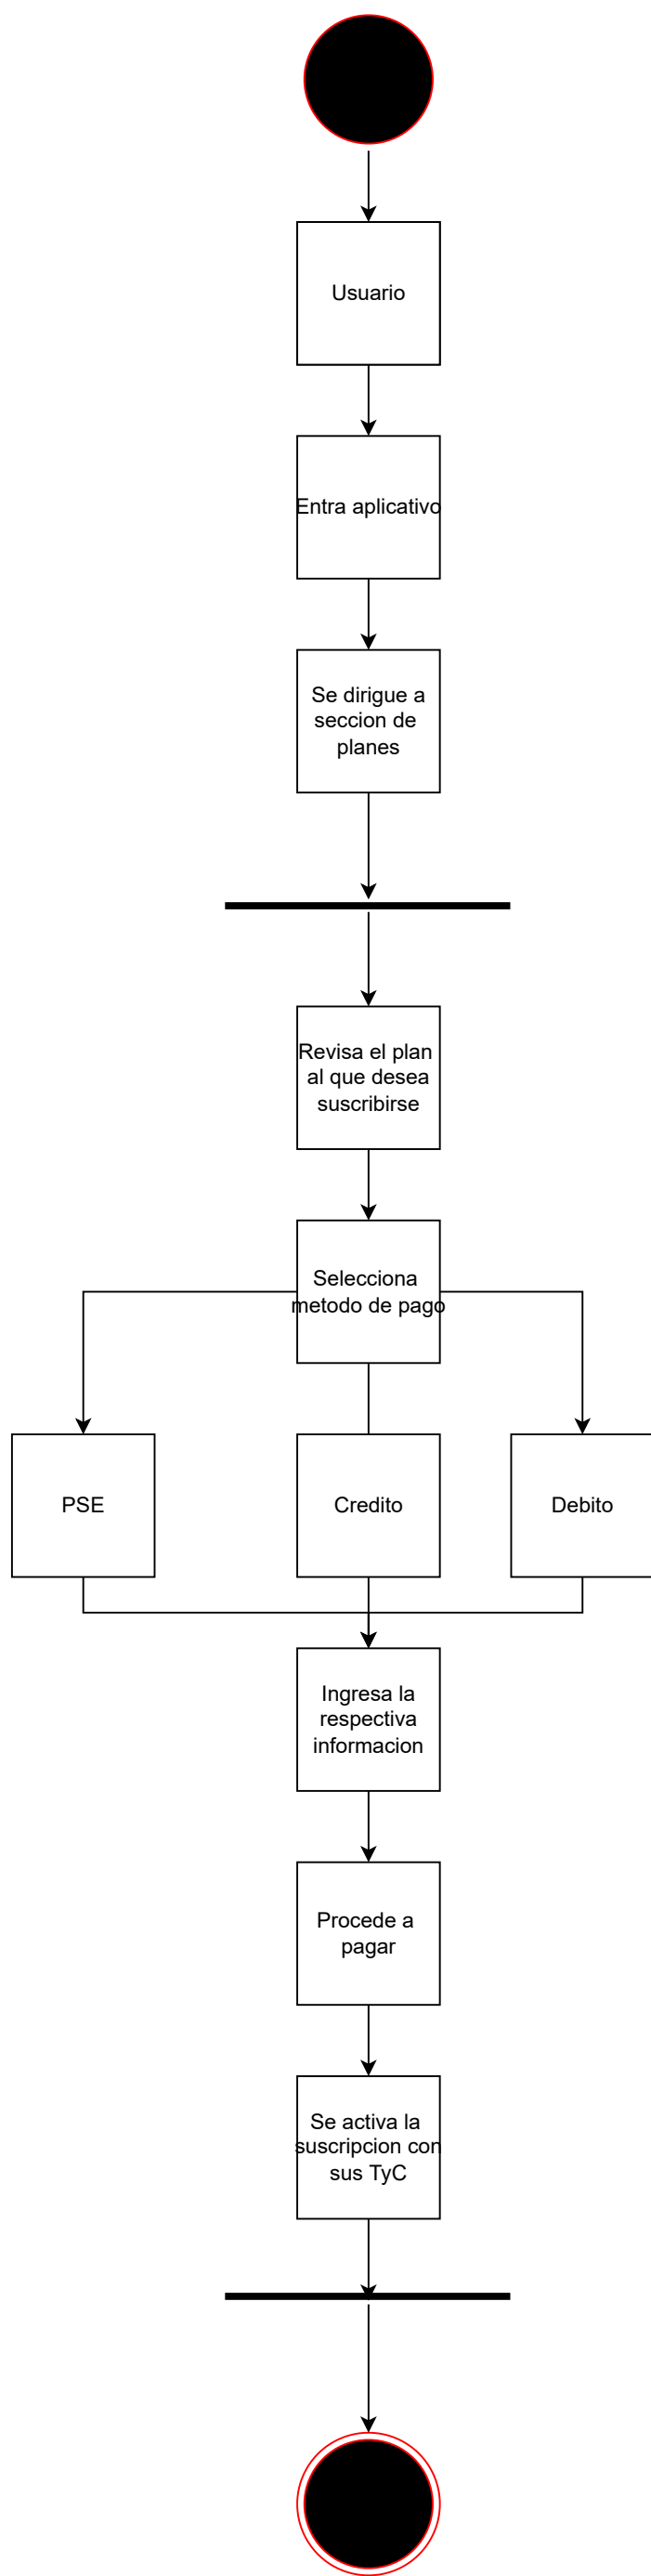 Usuario
Entra aplicativo
Se dirigue a
seccion de
planes
Revisa el plan
al que desea
suscribirse
Selecciona
metodo de pago
PSE
Credito
Debito
Ingresa la
respectiva
informacion
Procede a
pagar
Se activa la
suscripcion con
sus TyC